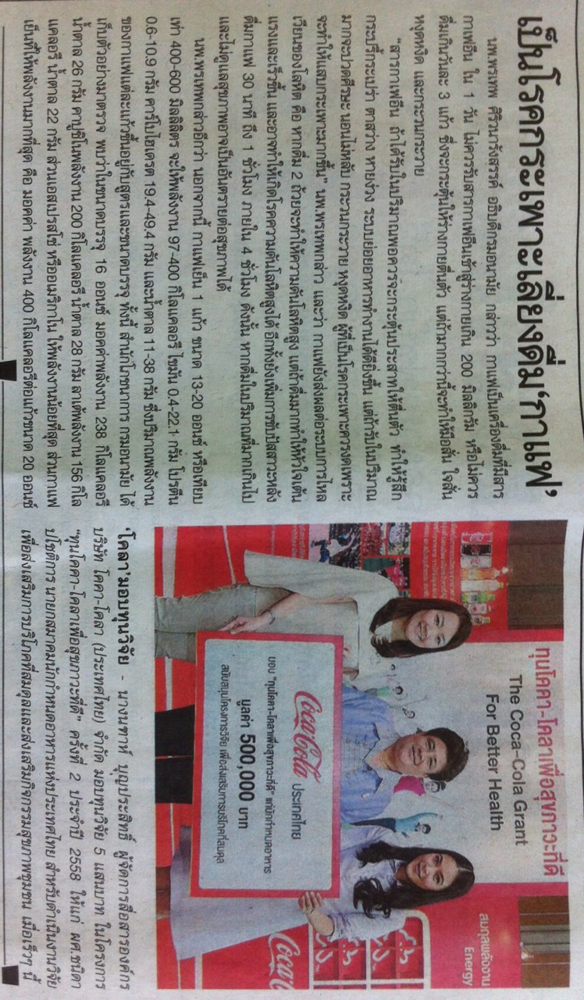 เป็นโรคกระเพาะเลี่ยงดื่ม‘กาแฟ’
นพ.พรเทพ ศิริวนารังสรรค์ อธิบดีกรมอนามัย กล่าวว่า กาแฟเป็นเครื่องดื่มที่มีสาร
กาเฟอีน ใน 1 วัน ไม่ควรรับสารกาเฟอีนเข้าสู่ร่างกายเกิน 200 มิลลิกรัม หรือไม่ควร
ดื่มเกินวันละ 3 แก้ว ซึ่งจะกระตุ้นให้ร่างกายตื่นตัว แต่ถ้ามากกว่านี้จะทำให้มือสั่น ใจสั่น
หงุดหงิด และกระวนกระวาย
“สารกาเฟอีน ถ้าได้รับในปริมาณพอควรจะกระตุ้นประสาทให้ตื่นตัว ทำให้รู้สึก
กระปรี้กระเปร่า ตาสว่าง หายง่วง ระบบย่อยอาหารทำงานได้ดียิ่งขึ้น แต่ถ้ารับในปริมาณ
มากจะปวดศีรษะ นอนไม่หลับ กระวนกระวาย หงุดหงิด ผู้ที่เป็นโรคกระเพาะควรงดเพราะ
จะทำให้แสบกระเพาะมากขึ้น” นพ.พรเทพกล่าว และว่า กาแฟยังส่งผลต่อระบบการไหล
เวียนของโลหิต คือ หากดื่ม 2 ถ้วยจะทำให้ความดันโลหิตสูง แต่ถ้าดื่มมากทำให้หัวใจเต้น
แรงและเร็วขึ้น และอาจทำให้เกิดโรคความดันโลหิตสูงได้ อีกทั้งยังเพิ่มการขับปัสสาวะหลัง
ดื่มกาแฟ 30 นาที ถึง 1 ชั่วโมง ภายใน 4 ชั่วโมง ดังนั้น หากดื่มในปริมาณที่มากเกินไป
และไม่ดูแลสุขภาพอาจเป็นอันตรายต่อสุขภาพได้
นพ.พรเทพกล่าวอีกว่า นอกจากนี้ กาแฟเย็น 1 แก้ว ขนาด 13-20 ออนซ์ หรือเทียบ
เท่า 400-600 มิลลิลิตร จะให้พลังงาน 97-400 กิโลแคลอรี ไขมัน 0.4-22.1 กรัม โปรตีน
0.6-10.9 กรัม คาร์โบไฮเดรต 19.4-49.4 กรัม และน้ำตาล 11-38 กรัม ซึ่งปริมาณพลังงาน
ของกาแฟแต่ละแก้วขึ้นอยู่กับสูตรและขนาดบรรจุ ทั้งนี้ สำนักโภชนาการ กรมอนามัย ได้
เก็บตัวอย่างมาตรวจ พบว่าในขนาดบรรจุ 16 ออนซ์ มอคค่าพลังงาน 238 กิโลแคลอรี
น้ำตาล 26 กรัม คาปูชิโนพลังงาน 200 กิโลแคลอรี น้ำตาล 28 กรัม ลาเต้พลังงาน 156 กิโล
แคลอรี น้ำตาล 22 กรัม ส่วนเอสเปรสโซ่ หรืออเมริกาโน ให้พลังงานน้อยที่สุด ส่วนกาแฟ
เย็นที่ให้พลังงานมากที่สุด คือ มอคค่า พลังงาน 400 กิโลแคลอรีต่อแก้วขนาด 20 ออนซ์
ทุนโคคา-โคลาเพื่อสุขภาวะที่ดี
The Coca-Cola Grant
For Better Health
สมดุลพลังงาน
Energy
Coca-Cola ประเทศไทย
มอบ “ทุนโคคา-โคลาเพื่อสุขภาวะที่ดี” แก่นักกำหนดอาหาร
มูลค่า 500,000 บาท
สนับสนุนโครงการวิจัย เพื่อส่งเสริมการบริโภคที่สมดุล
‘โคลา’มอบทุนวิจัย - นางนฑาห์ บุญประสิทธิ์ ผู้จัดการสื่อสารองค์กร
บริษัท โคคา-โคลา (ประเทศไทย) จำกัด มอบทุนวิจัย 5 แสนบาท ในโครงการ
“ทุนโคคา-โคลาเพื่อสุขภาวะที่ดี” ครั้งที่ 2 ประจำปี 2558 ให้แก่ ผศ.ชนิดา
ปโชติการ นายกสมาคมนักกำหนดอาหารแห่งประเทศไทย สำหรับดำเนินงานวิจัย
เพื่อส่งเสริมการบริโภคที่สมดุลและส่งเสริมกิจกรรมสุขภาพชุมชน เมื่อเร็วๆ นี้